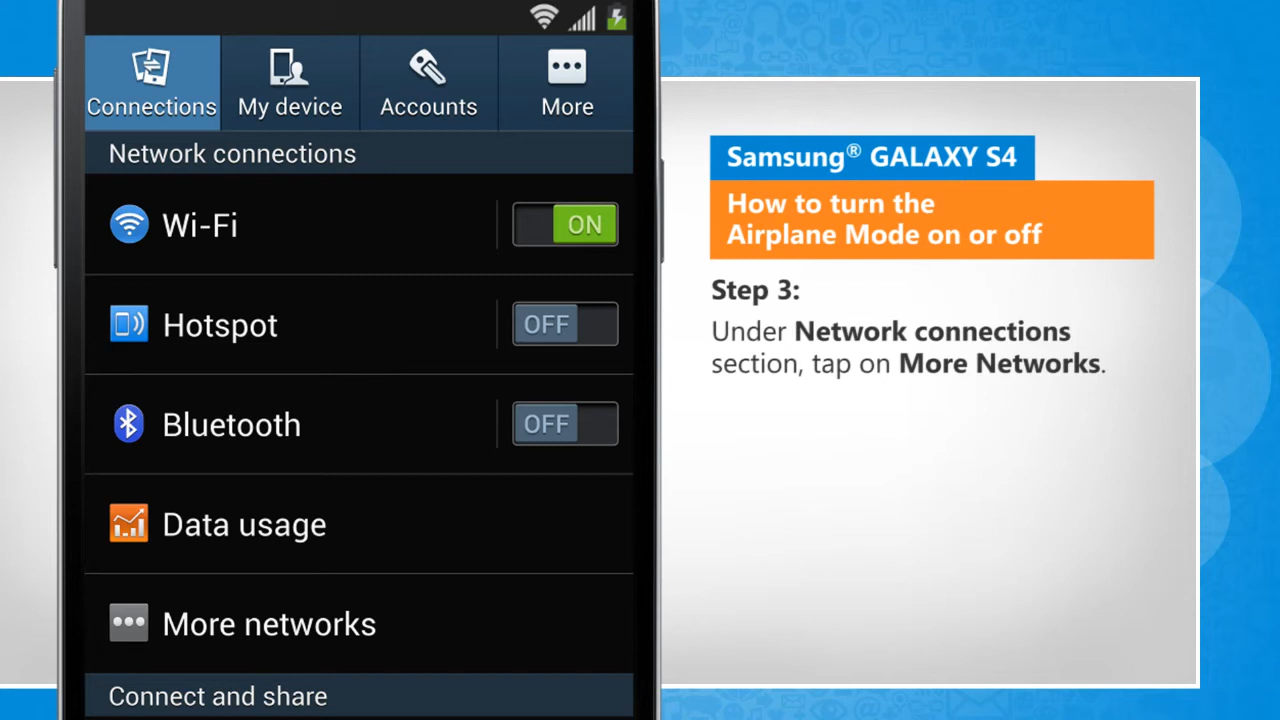 Connections
My device
Accounts
More
Network connections
Wi-Fi
ON
Hotspot
OFF
Bluetooth
OFF
Data usage
More networks
Connect and share
Samsung® GALAXY S4
How to turn the
Airplane Mode on or off
Step 3:
Under Network connections
section, tap on More Networks.